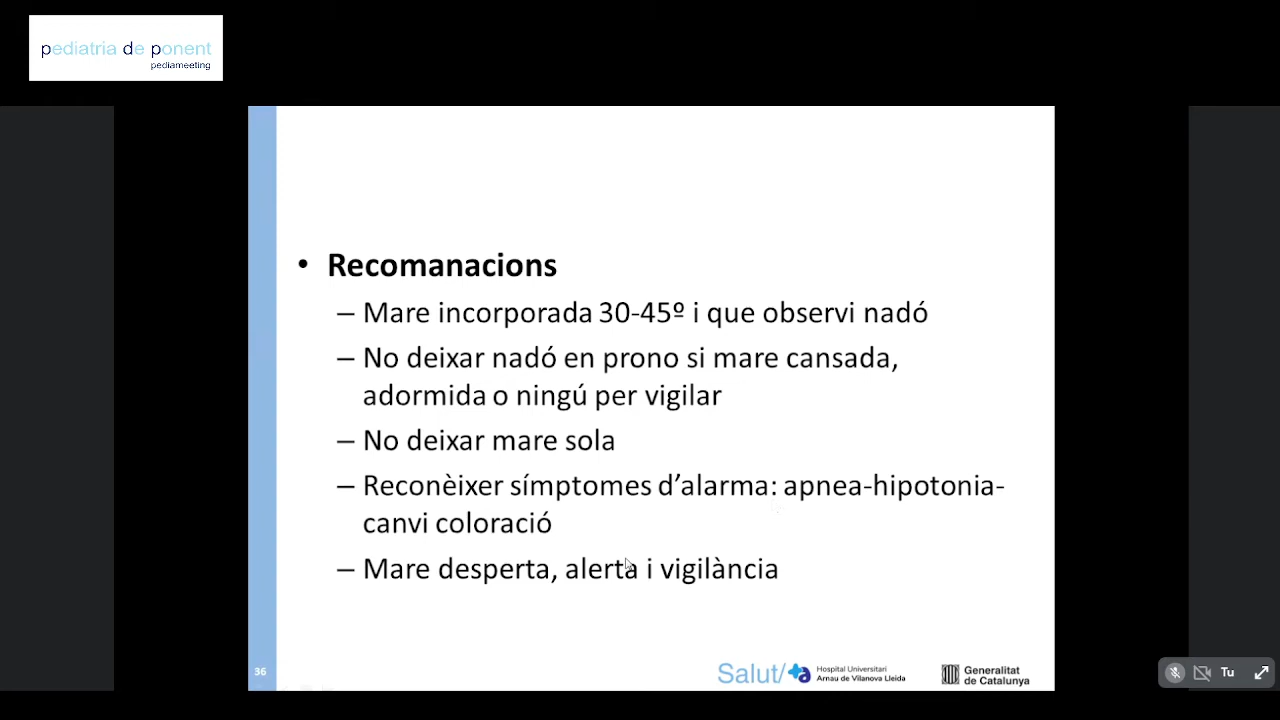 pediatria de ponent
pediameeting
• Recomanacions
– Mare incorporada 30-45º i que observi nadó
– No deixar nadó en prono si mare cansada,
adormida o ningú per vigilar
– No deixar mare sola
– Reconèixer símptomes d’alarma: apnea-hipotonia-
canvi coloració
– Mare desperta, alerta i vigilància
36
Salut/
Hospital Universitari
Arnau de Vilanova Lleida
Generalitat
de Catalunya
Tu